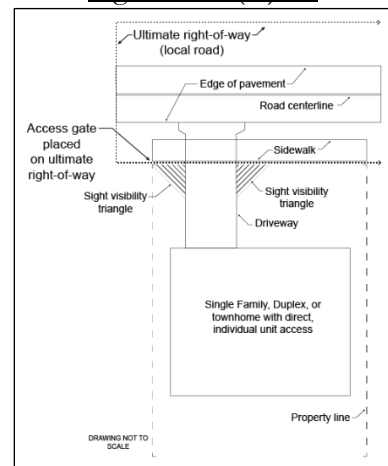 Ultimate right-of-way
(local road)
Edge of pavement
Road centerline
Access gate
placed
on ultimate
right-of-way
Sidewalk
Sight visibility
triangle
Sight visibility
triangle
Driveway
Single Family, Duplex, or
townhome with direct,
individual unit access
Property line
DRAWING NOT TO
SCALE